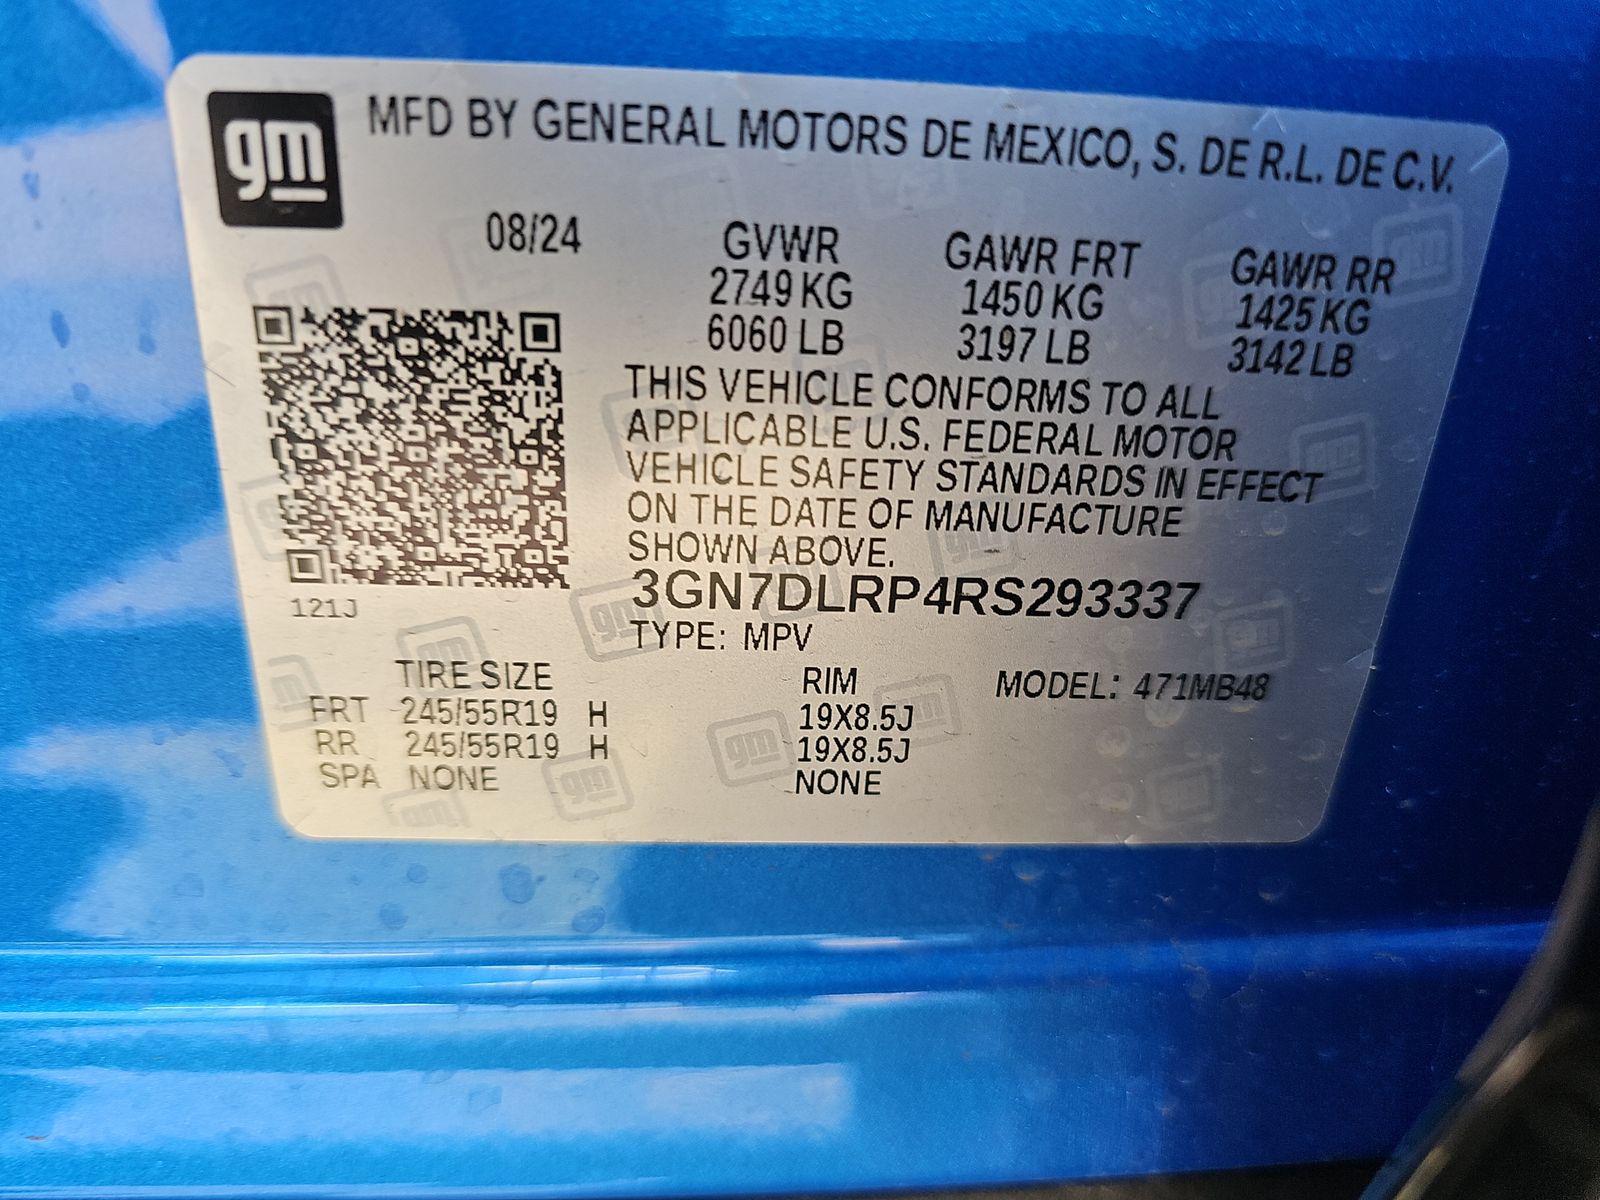 gm
MFD BY GENERAL MOTORS DE MEXICO, S. DE R.L. DE C.V.
08/24 GVWR GAWR FRT GAWR RR
2749 KG 1450 KG 1425 KG
6060 LB 3197 LB 3142 LB
THIS VEHICLE CONFORMS TO ALL
APPLICABLE U.S. FEDERAL MOTOR
VEHICLE SAFETY STANDARDS IN EFFECT
ON THE DATE OF MANUFACTURE
SHOWN ABOVE.
3GN7DLRP4RS293337
121J
TYPE: MPV
TIRE SIZE RIM MODEL: 471MB48
FRT 245/55R19 H 19X8.5J
RR 245/55R19 H 19X8.5J
SPA NONE NONE